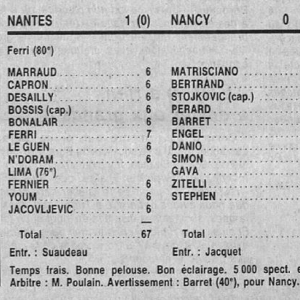 NANTES 1 (0) NANCY 0
Ferri (80°)
MARRAUD 6 MATRISCIANO
CAPRON 6 BERTRAND
DESAILLY 6 STOJKOVIC (cap.)
BOSSIS (cap.) 6 PERARD
BONALAIR 6 BARRET
FERRI 7 ENGEL
LE GUEN 6 DANIO
N'DORAM 6 SIMON
LIMA (76°) GAVA
FERNIER 6 ZITELLI
YOUM 6 STEPHEN
JACOVLJEVIC 6
Total 67 Total
Entr. : Suaudeau Entr. : Jacquet
Temps frais. Bonne pelouse. Bon éclairage. 5 000 spect. e
Arbitre : M. Poulain. Avertissement : Barret (40°), pour Nancy.